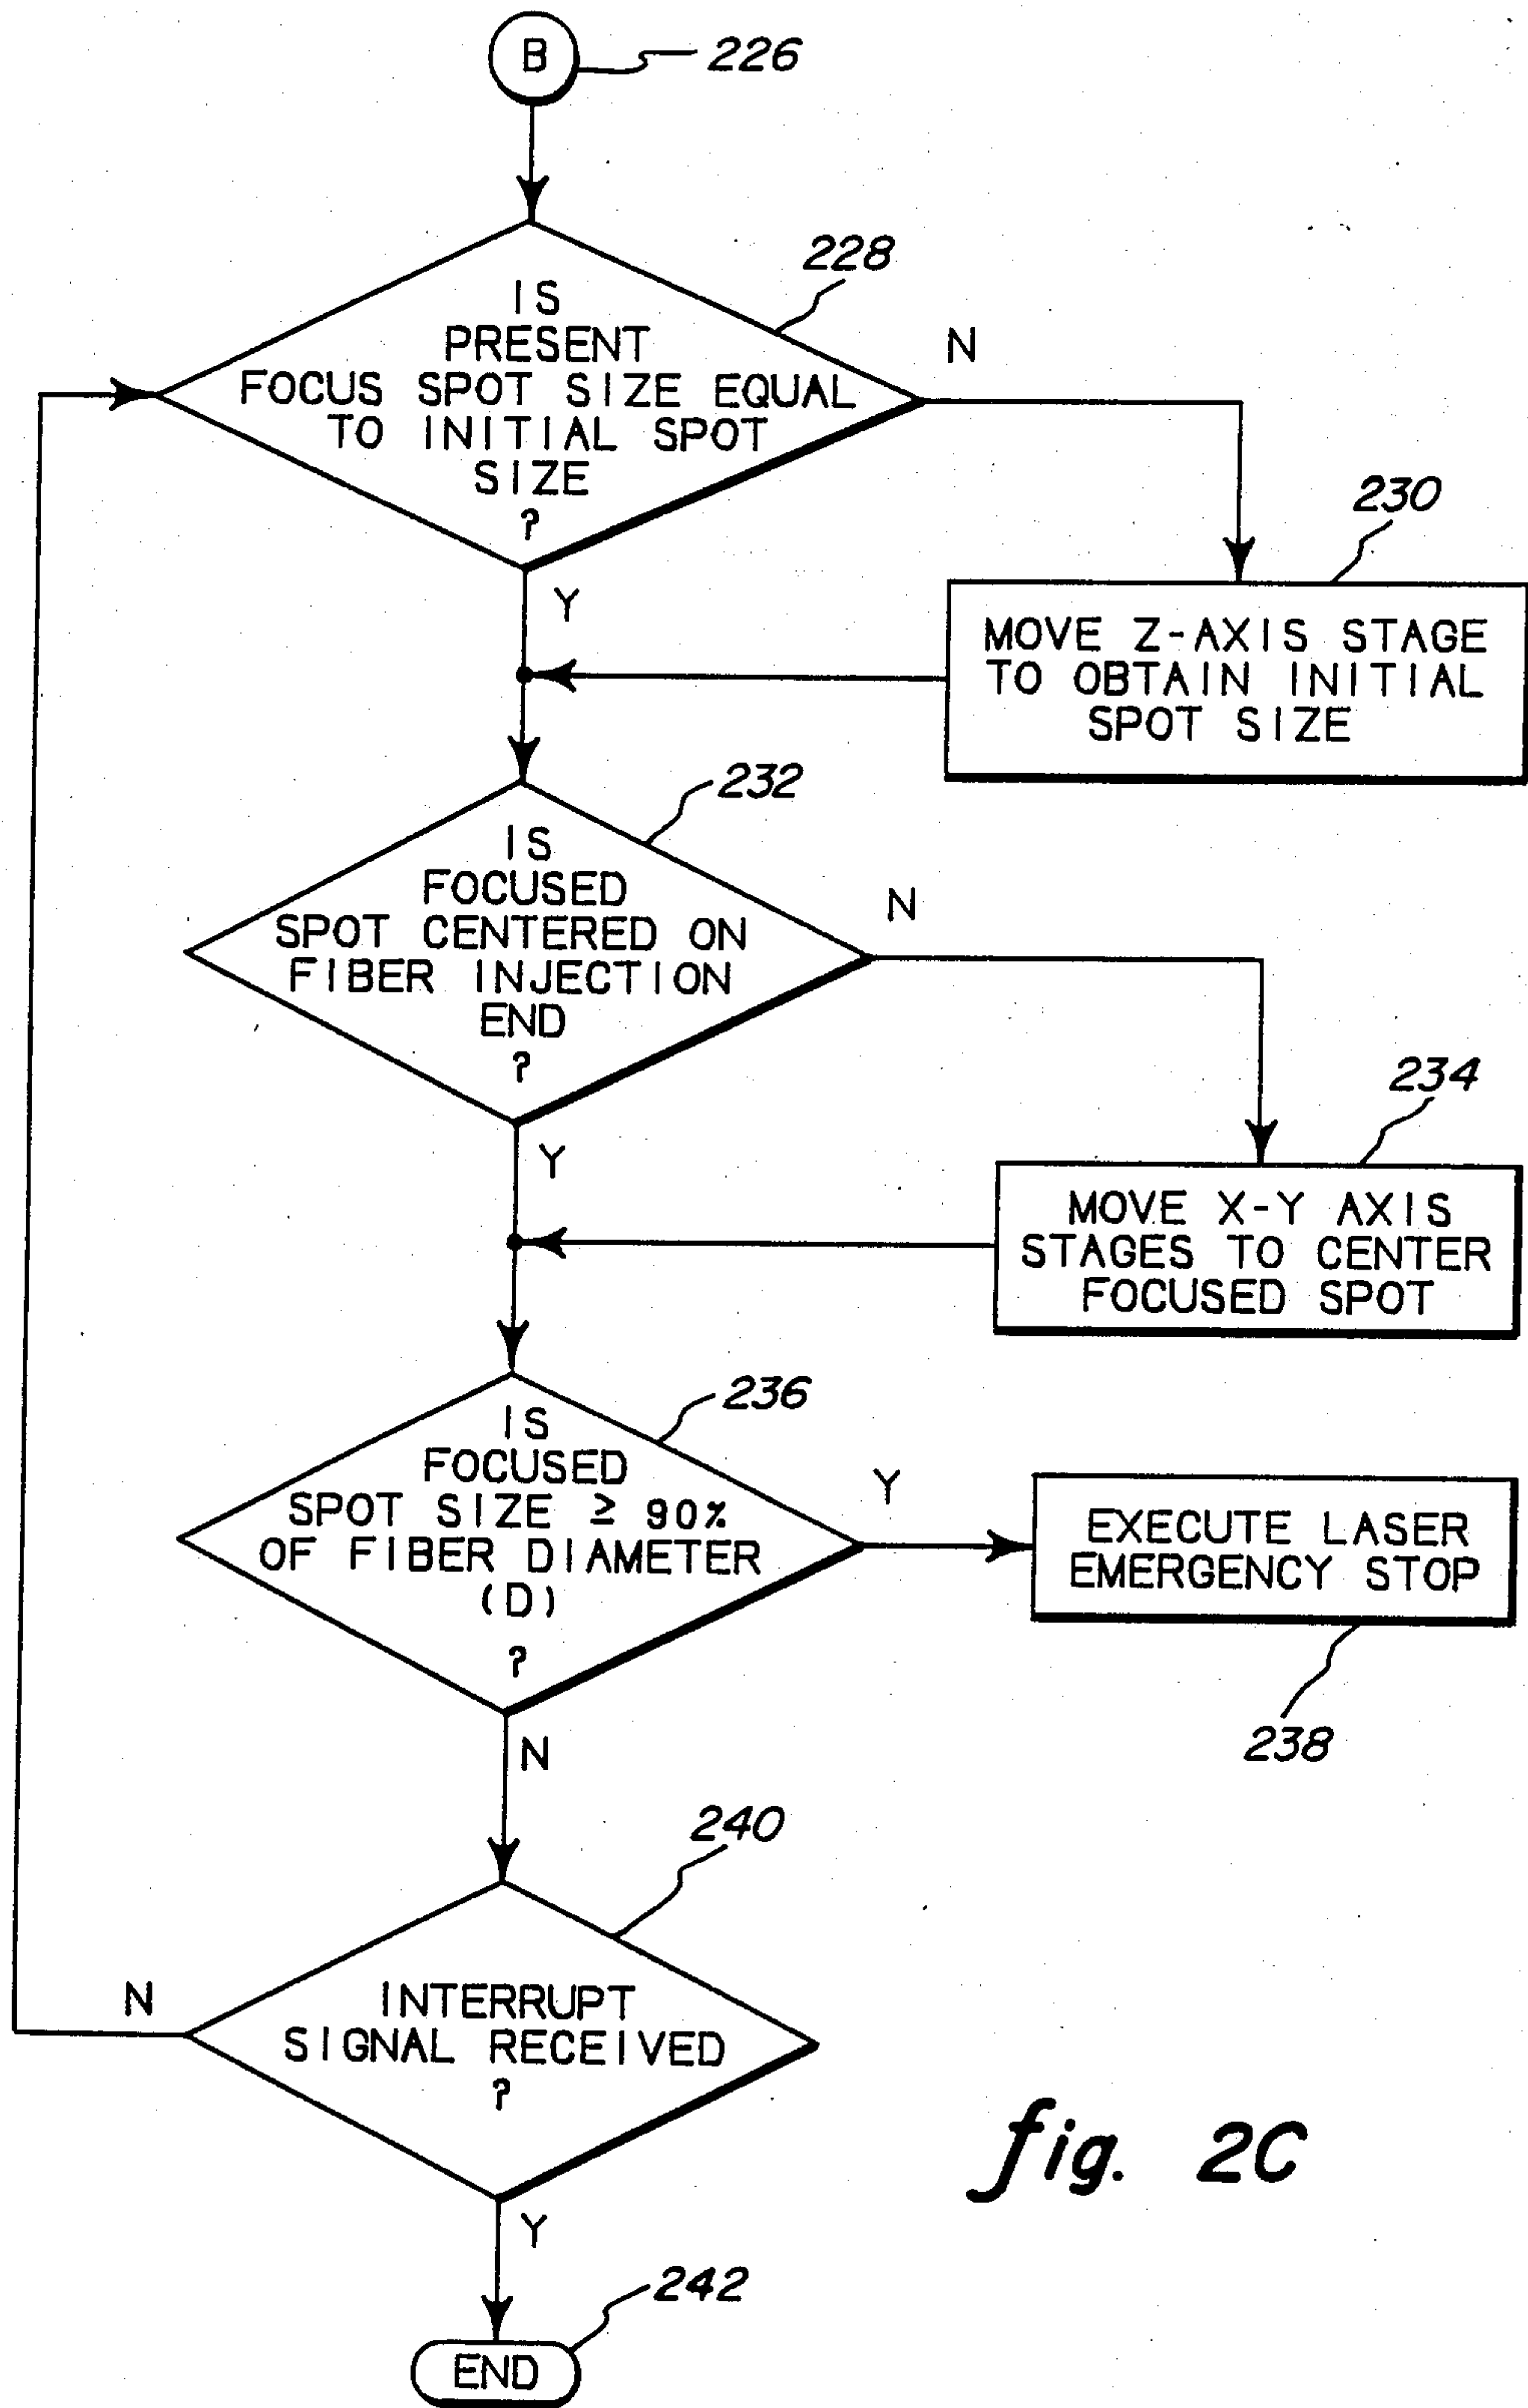 B
226
228
IS
PRESENT
FOCUS SPOT SIZE EQUAL
TO INITIAL SPOT
SIZE
?
N
Y
230
MOVE Z-AXIS STAGE
TO OBTAIN INITIAL
SPOT SIZE
232
IS
FOCUSED
SPOT CENTERED ON
FIBER INJECTION
END
?
N
Y
234
MOVE X-Y AXIS
STAGES TO CENTER
FOCUSED SPOT
236
IS
FOCUSED
SPOT SIZE ≥ 90%
OF FIBER DIAMETER
(D)
?
Y
N
EXECUTE LASER
EMERGENCY STOP
238
240
INTERRUPT
SIGNAL RECEIVED
?
N
Y
242
END
fig. 2C